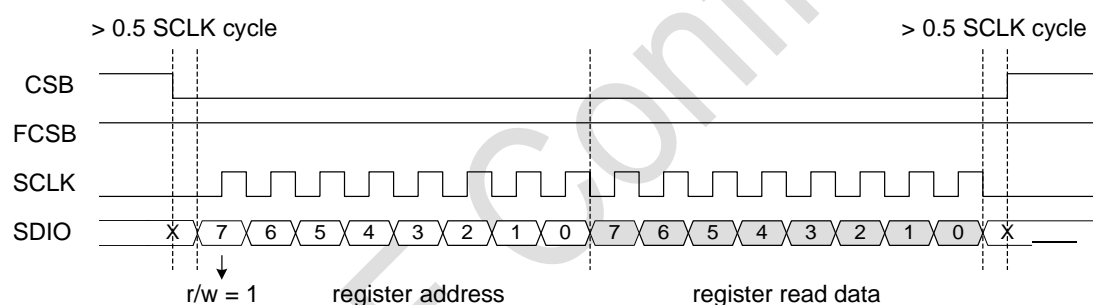 > 0.5 SCLK cycle > 0.5 SCLK cycle
CSB
FCSB
SCLK
SDIO X 7 6 5 4 3 2 1 0 7 6 5 4 3 2 1 0 X
r/w = 1 register address register read data